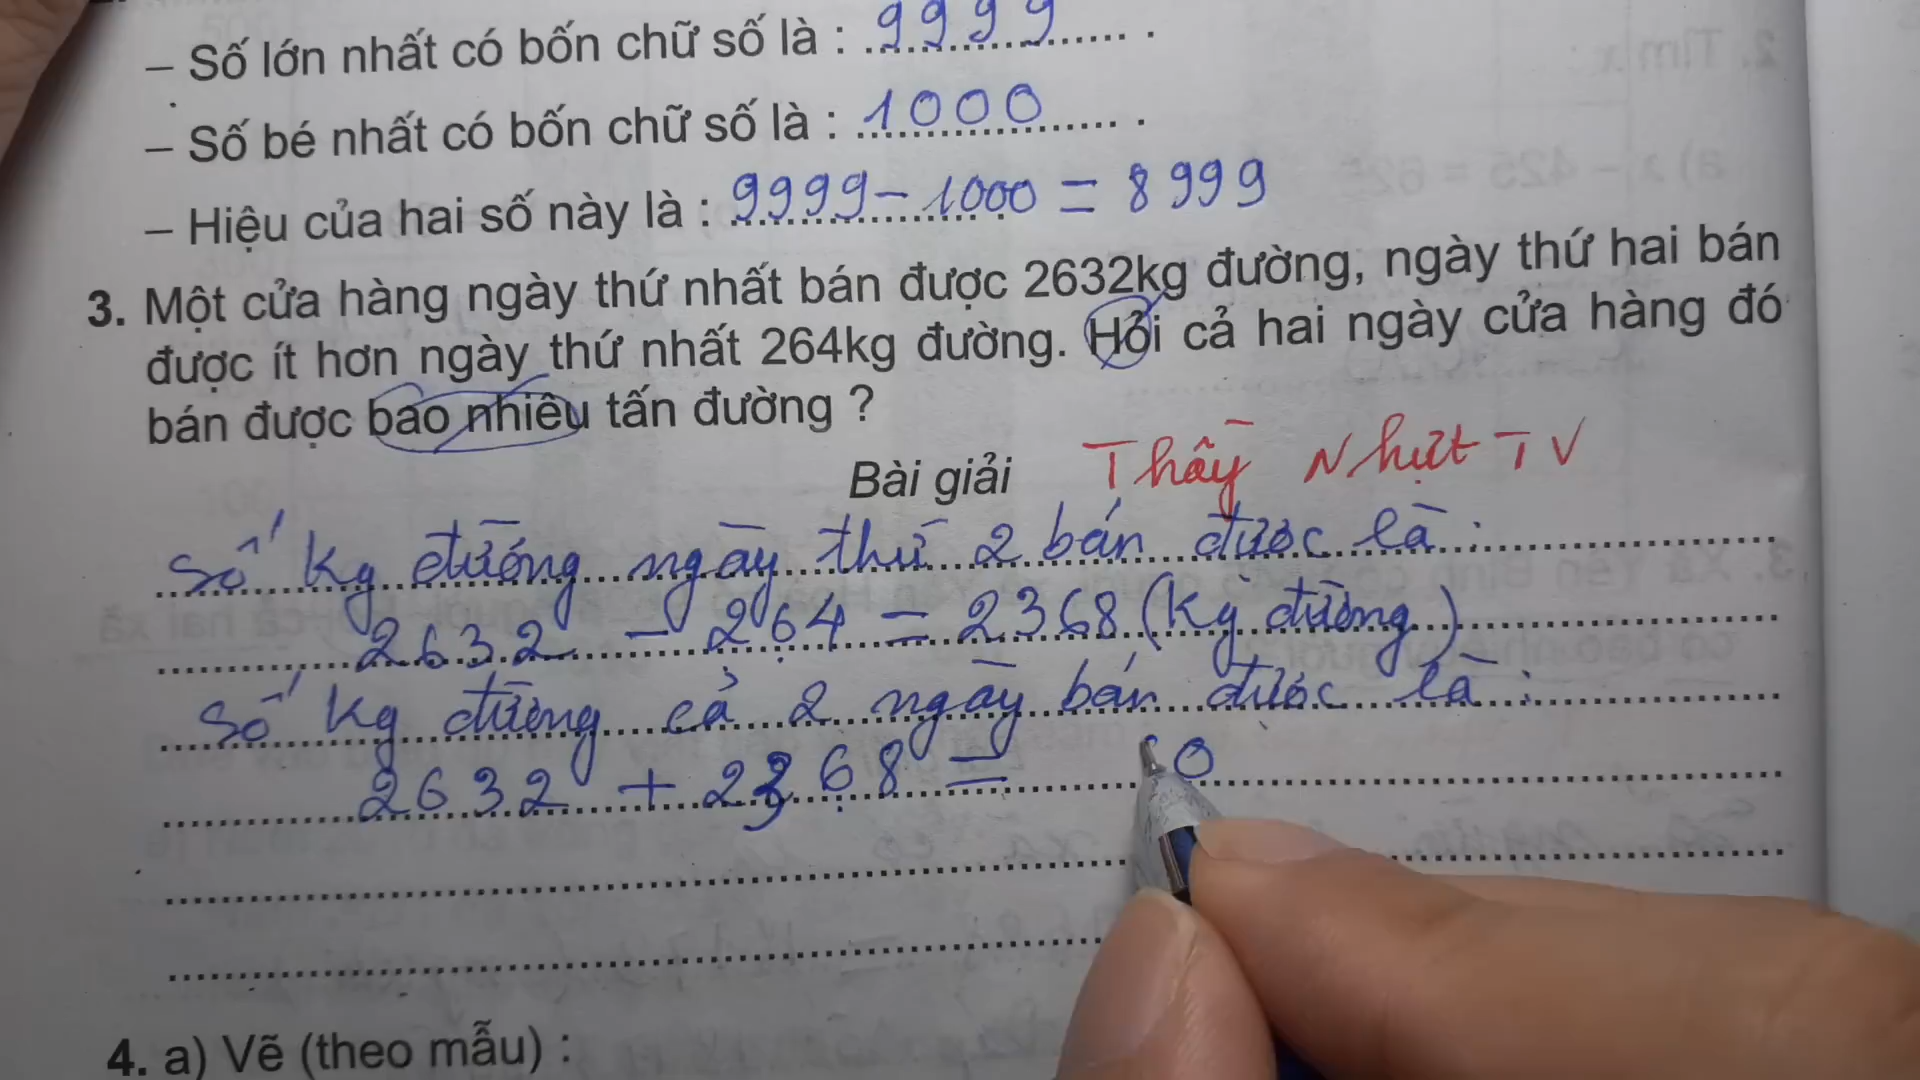 – Số lớn nhất có bốn chữ số là : 9999 .
– Số bé nhất có bốn chữ số là : 1000 .
– Hiệu của hai số này là : 9999 – 1000 = 8999
3. Một cửa hàng ngày thứ nhất bán được 2632kg đường, ngày thứ hai bán
được ít hơn ngày thứ nhất 264kg đường. Hỏi cả hai ngày cửa hàng đó
bán được bao nhiêu tấn đường ?
Bài giải Thầy Nhựt TV
Số kg đường ngày thứ 2 bán được là :
2632 – 264 = 2368 (kg đường)
Số kg đường cả 2 ngày bán được là :
2632 + 2368 = 0
4. a) Vẽ (theo mẫu) :